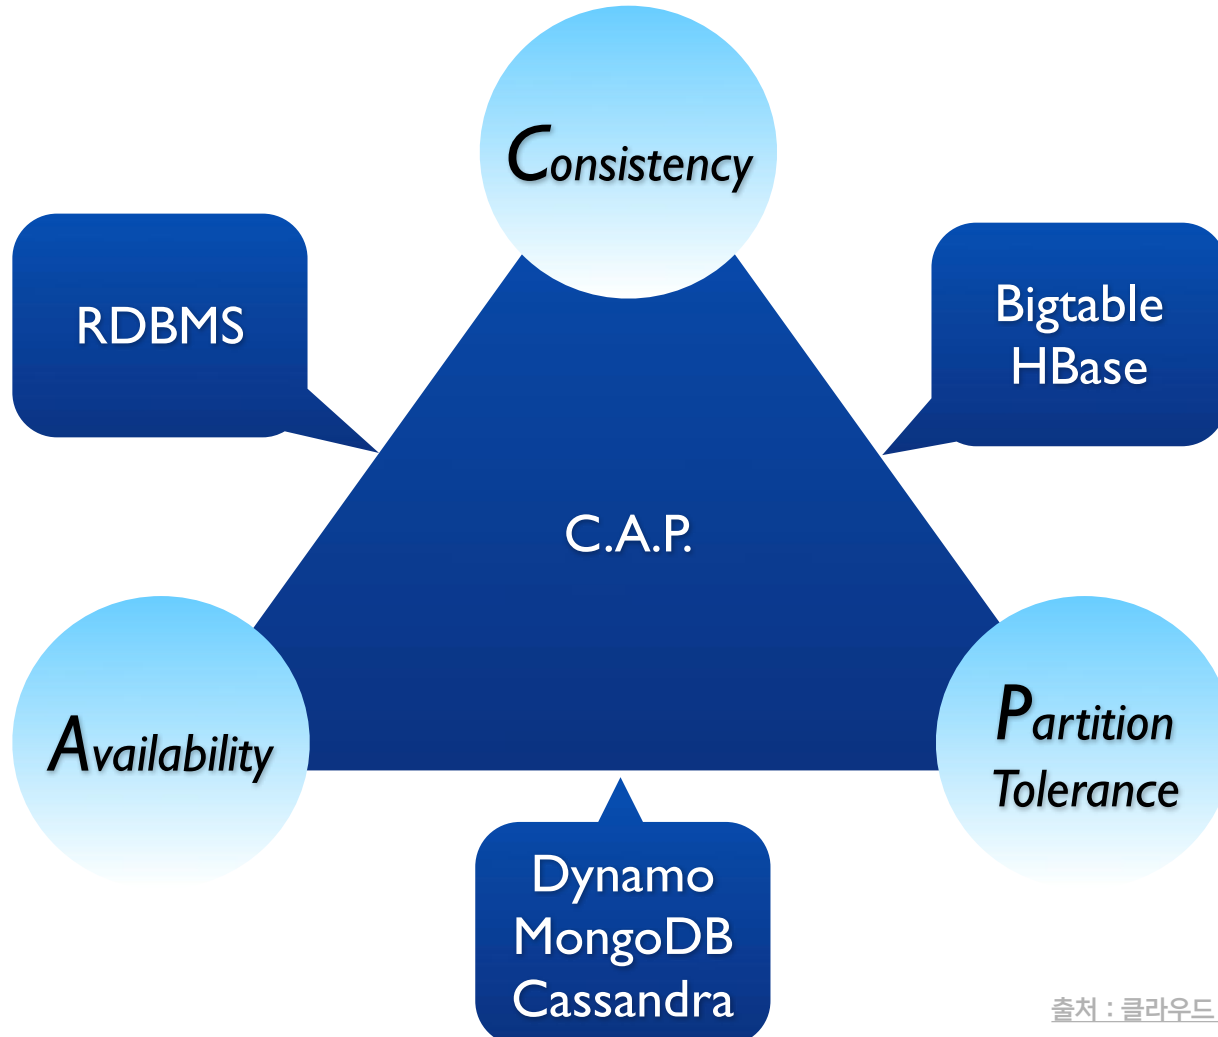 Consistency
RDBMS
Bigtable
HBase
C.A.P.
Availability
Partition
Tolerance
Dynamo
MongoDB
Cassandra
출처 : 클라우드